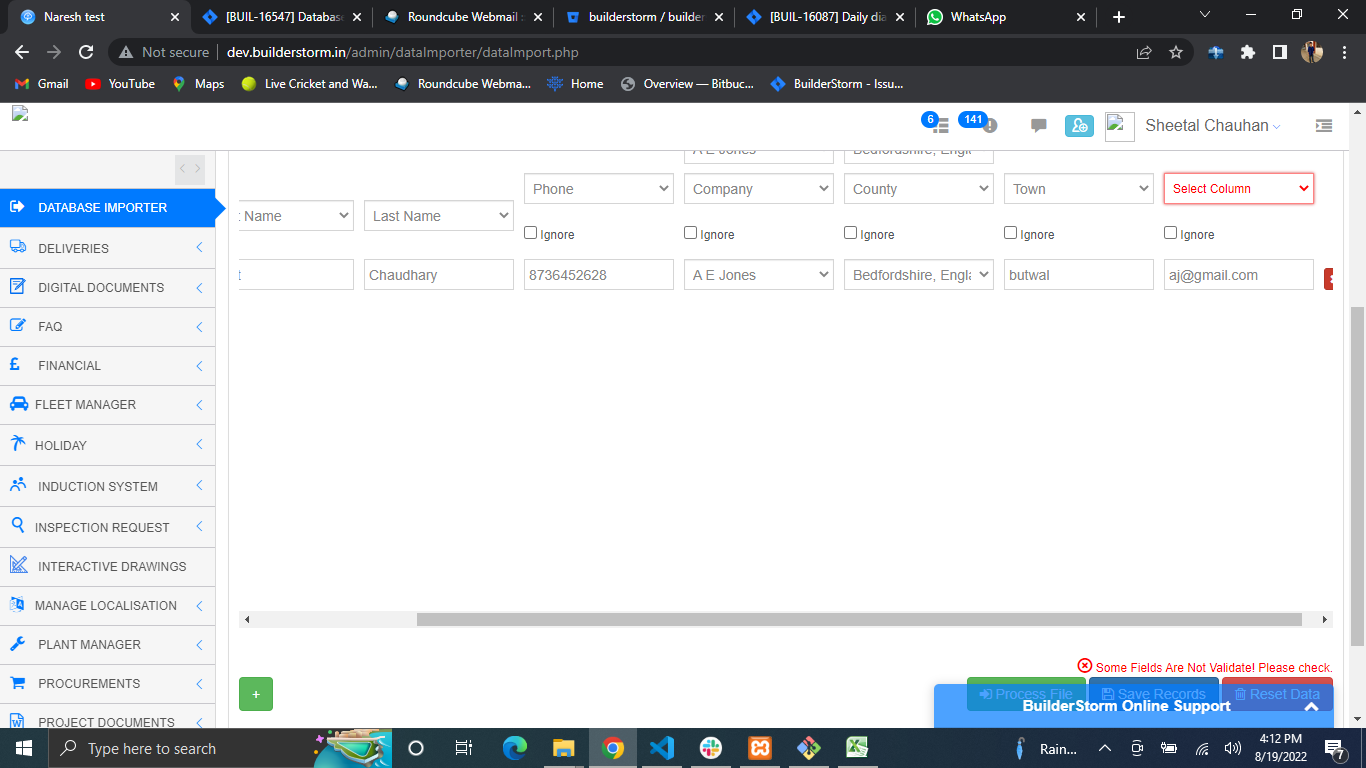 Naresh test
[BUIL-16547] Database
Roundcube Webmail :
builderstorm / builder
[BUIL-16087] Daily dia
WhatsApp
Not secure
dev.builderstorm.in/admin/dataImporter/dataImport.php
Gmail
YouTube
Maps
Live Cricket and Wa...
Roundcube Webma...
Home
Overview — Bitbuc...
BuilderStorm - Issu...
6
141
Sheetal Chauhan
A E Jones
Bedfordshire, Engl
Phone
Company
County
Town
Select Column
Name
Last Name
Ignore
Ignore
Ignore
Ignore
Ignore
t
Chaudhary
8736452628
A E Jones
Bedfordshire, Engla
butwal
aj@gmail.com
DATABASE IMPORTER
DELIVERIES
DIGITAL DOCUMENTS
FAQ
FINANCIAL
FLEET MANAGER
HOLIDAY
INDUCTION SYSTEM
INSPECTION REQUEST
INTERACTIVE DRAWINGS
MANAGE LOCALISATION
PLANT MANAGER
PROCUREMENTS
PROJECT DOCUMENTS
Some Fields Are Not Validate! Please check.
+
Process File
Save Records
Reset Data
BuilderStorm Online Support
Type here to search
Rain...
4:12 PM
8/19/2022
7